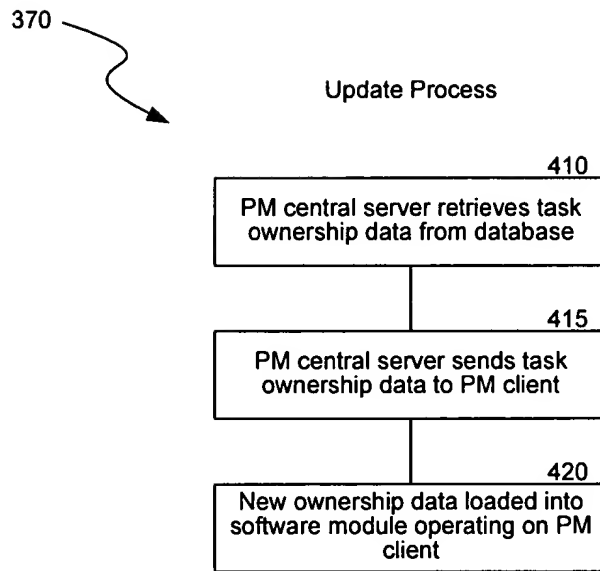 370
Update Process
410
PM central server retrieves task
ownership data from database
415
PM central server sends task
ownership data to PM client
420
New ownership data loaded into
software module operating on PM
client